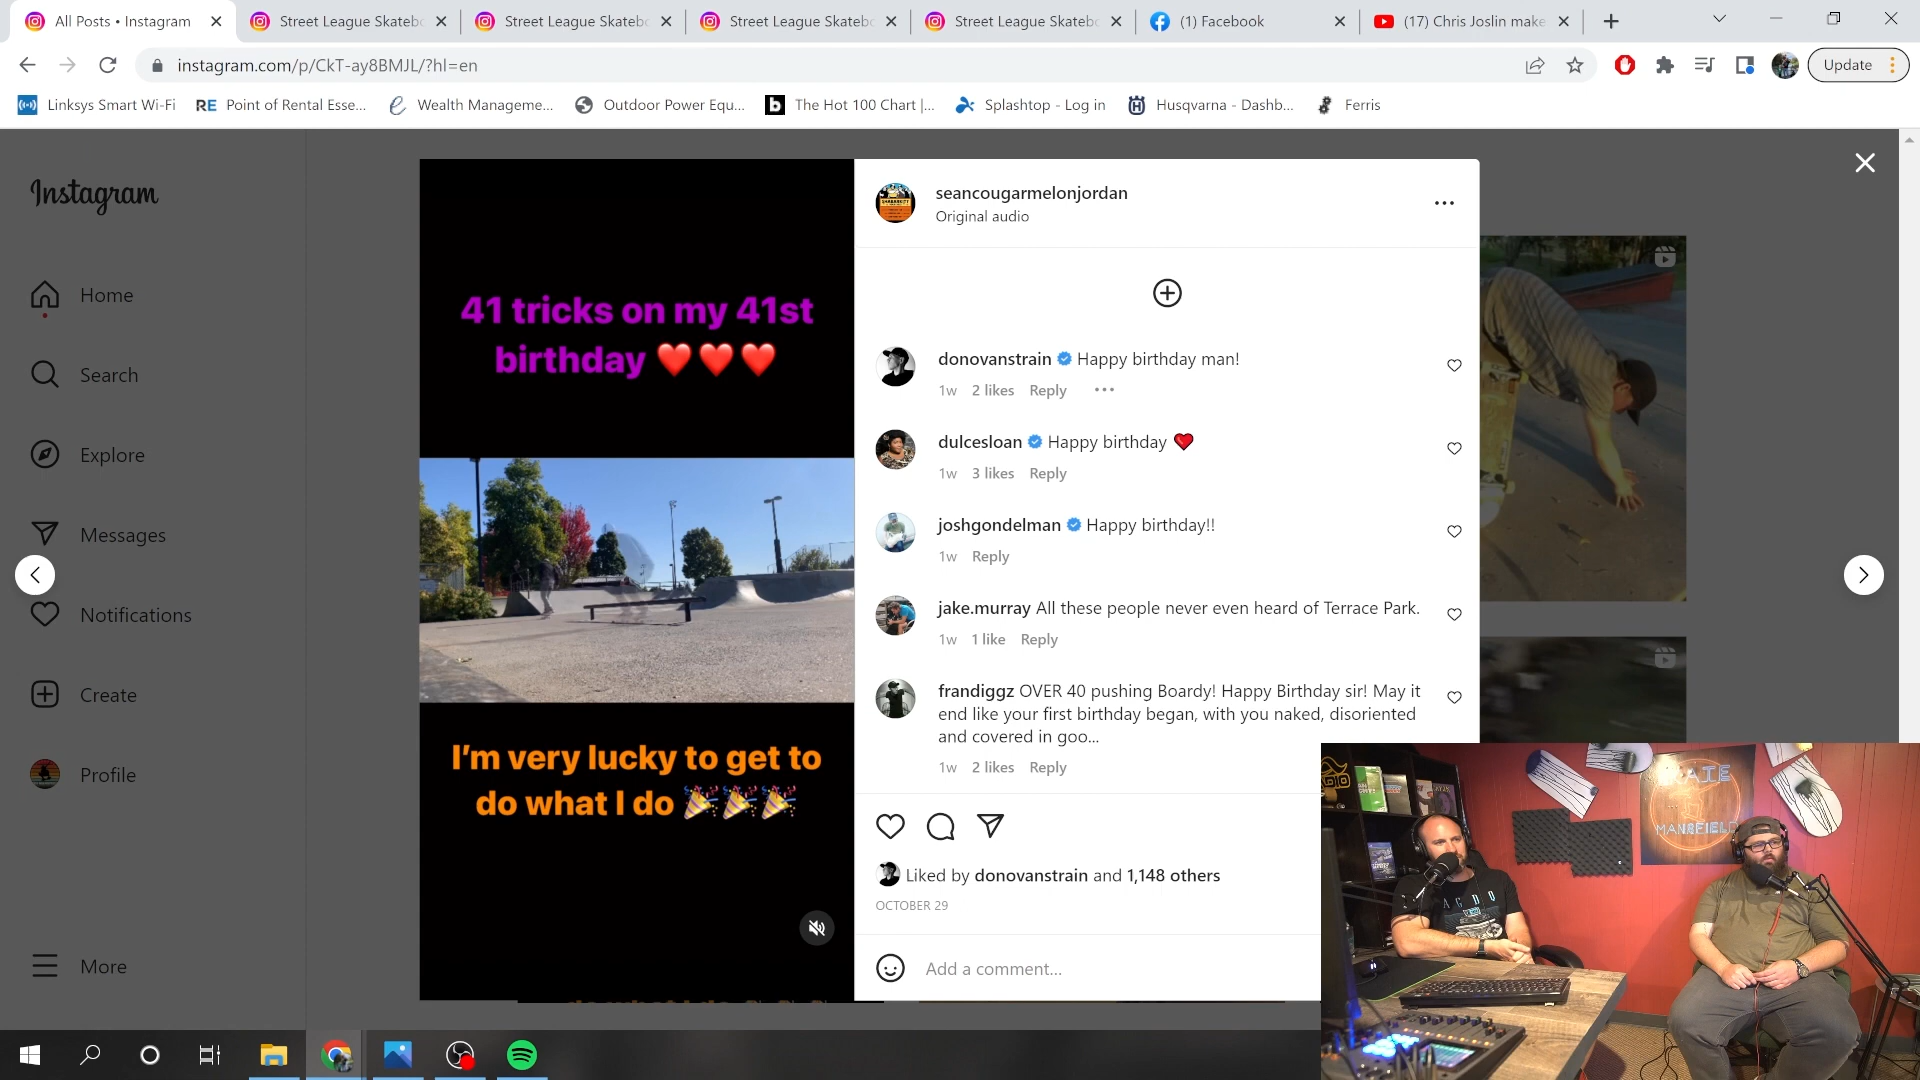 All Posts • Instagram
Street League Skatebo
Street League Skatebo
Street League Skatebo
Street League Skatebo
(1) Facebook
(17) Chris Joslin make
instagram.com/p/CkT-ay8BMJL/?hl=en
Update
Linksys Smart Wi-Fi
RE Point of Rental Esse...
Wealth Manageme...
Outdoor Power Equ...
b The Hot 100 Chart |...
Splashtop - Log in
Husqvarna - Dashb...
Ferris
Instagram
Home
Search
Explore
Messages
Notifications
Create
Profile
More
41 tricks on my 41st
birthday ❤️❤️❤️
I'm very lucky to get to
do what I do 🎉🎉🎉
seancougarmelonjordan
Original audio
donovanstrain Happy birthday man!
1w 2 likes Reply
dulcesloan Happy birthday ❤️
1w 3 likes Reply
joshgondelman Happy birthday!!
1w Reply
jake.murray All these people never even heard of Terrace Park.
1w 1 like Reply
frandiggz OVER 40 pushing Boardy! Happy Birthday sir! May it
end like your first birthday began, with you naked, disoriented
and covered in goo...
1w 2 likes Reply
Liked by donovanstrain and 1,148 others
OCTOBER 29
Add a comment...
MANSFIELD